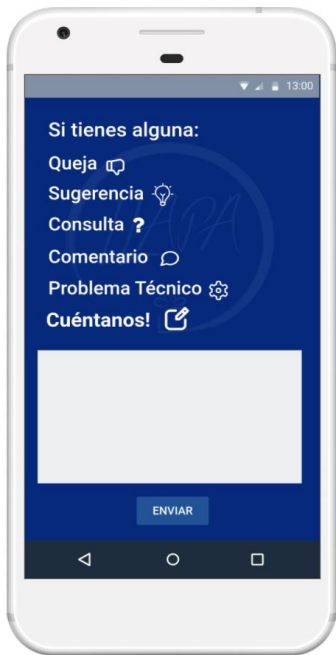 13:00
Si tienes alguna:
Queja
Sugerencia
Consulta ?
Comentario
Problema Técnico
Cuéntanos!
ENVIAR